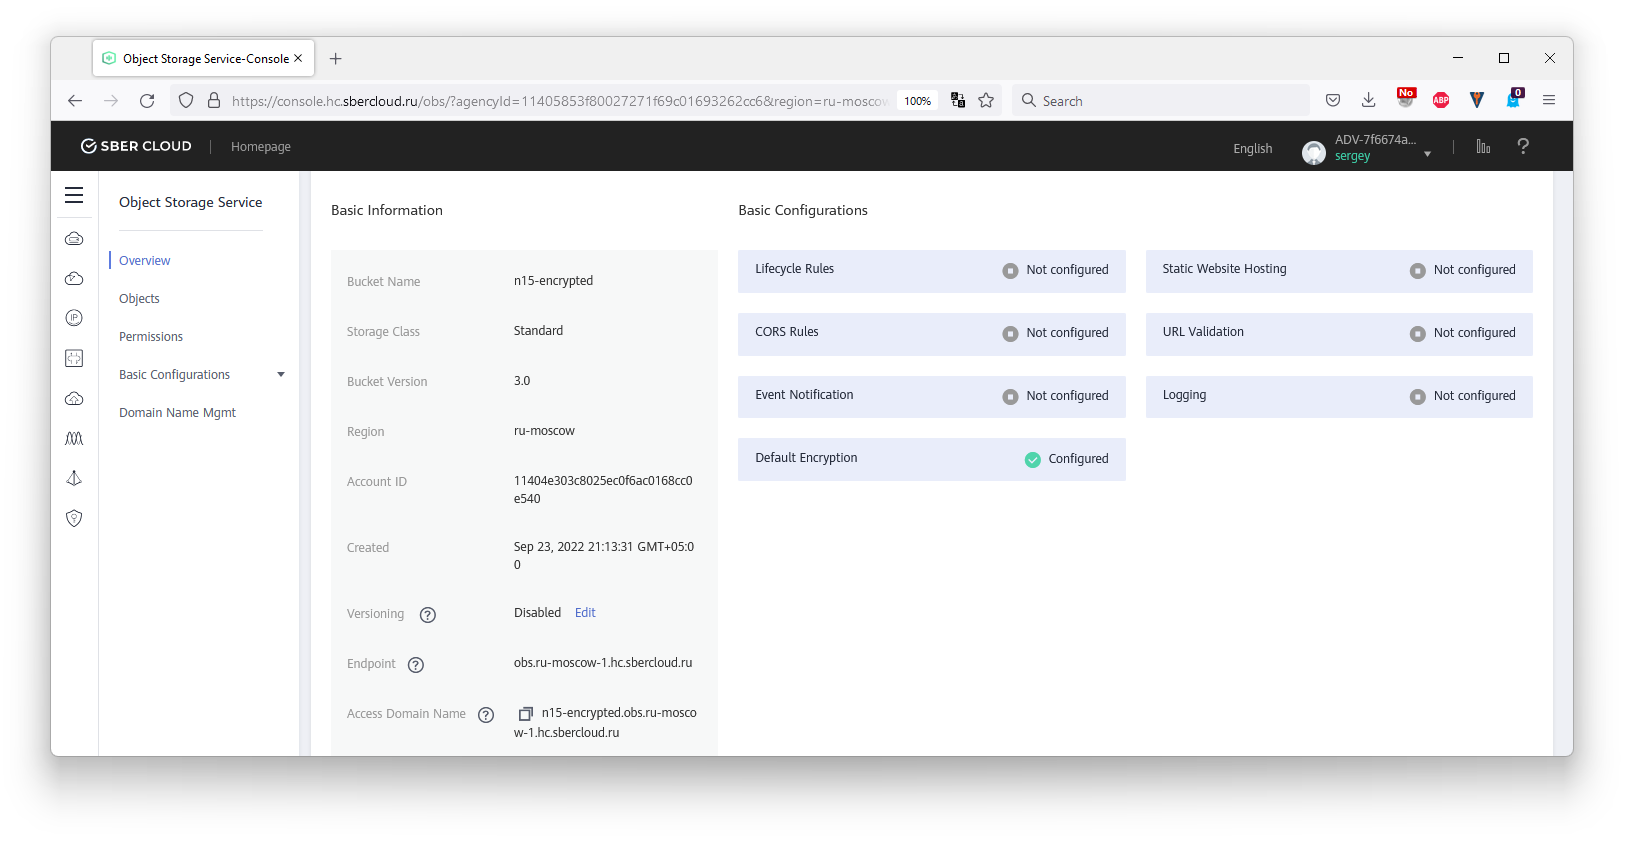 Object Storage Service-Console
https://console.hc.sbercloud.ru/obs/?agencyId=11405853f80027271f69c01693262cc6&region=ru-moscow
100%
Search
No
ABP
0
SBER CLOUD
Homepage
English
ADV-7f6674a...
sergey
?
IP
Object Storage Service
Overview
Objects
Permissions
Basic Configurations
Domain Name Mgmt
Basic Information
Bucket Name n15-encrypted
Storage Class Standard
Bucket Version 3.0
Region ru-moscow
Account ID 11404e303c8025ec0f6ac0168cc0
e540
Created Sep 23, 2022 21:13:31 GMT+05:0
0
Versioning ? Disabled Edit
Endpoint ? obs.ru-moscow-1.hc.sbercloud.ru
Access Domain Name ? n15-encrypted.obs.ru-mosco
w-1.hc.sbercloud.ru
Basic Configurations
Lifecycle Rules Not configured
Static Website Hosting Not configured
CORS Rules Not configured
URL Validation Not configured
Event Notification Not configured
Logging Not configured
Default Encryption Configured